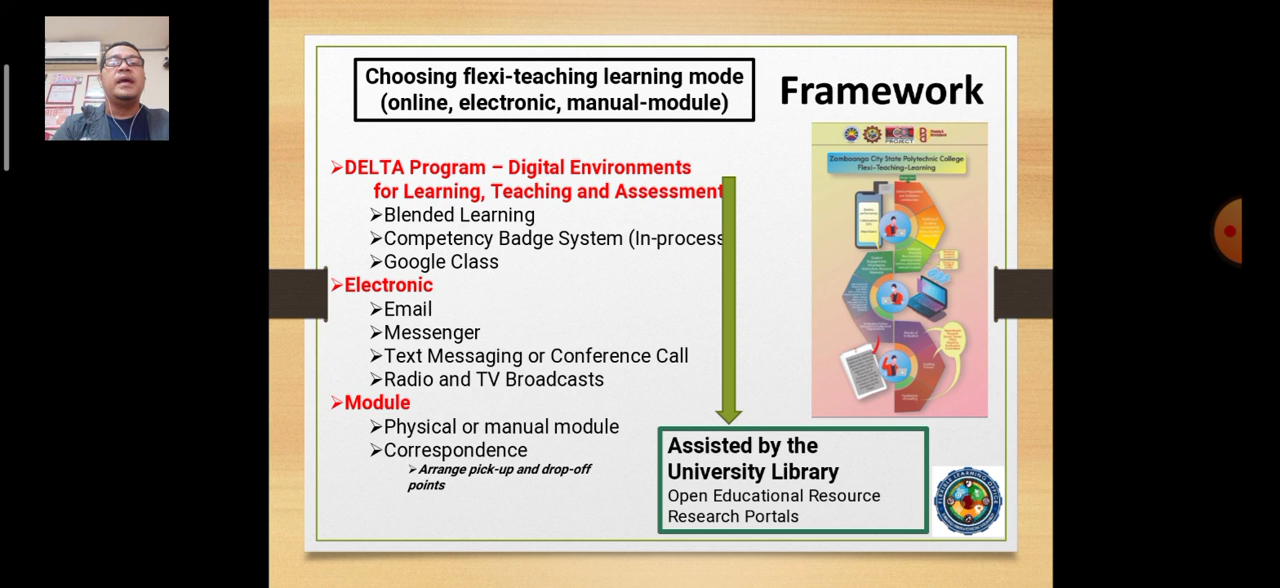 Choosing flexi-teaching learning mode
(online, electronic, manual-module)
Framework
➢DELTA Program – Digital Environments
for Learning, Teaching and Assessment
➢Blended Learning
➢Competency Badge System (In-process
➢Google Class
➢Electronic
➢Email
➢Messenger
➢Text Messaging or Conference Call
➢Radio and TV Broadcasts
➢Module
➢Physical or manual module
➢Correspondence
➢Arrange pick-up and drop-off
points
Assisted by the
University Library
Open Educational Resource
Research Portals
PROJECT
Zamboanga City State Polytechnic College
Flexi-Teaching-Learning